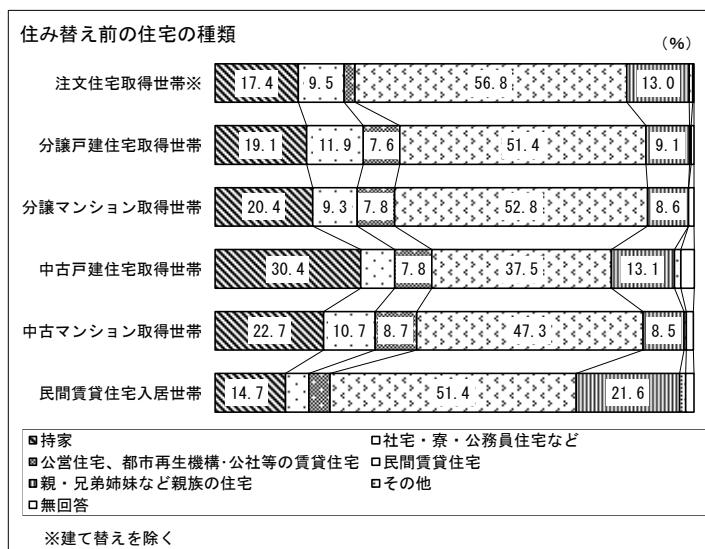 住み替え前の住宅の種類
（%）
注文住宅取得世帯※ 17.4 9.5 56.8 13.0
分譲戸建住宅取得世帯 19.1 11.9 7.6 51.4 9.1
分譲マンション取得世帯 20.4 9.3 7.8 52.8 8.6
中古戸建住宅取得世帯 30.4 7.8 37.5 13.1
中古マンション取得世帯 22.7 10.7 8.7 47.3 8.5
民間賃貸住宅入居世帯 14.7 51.4 21.6
持家 社宅・寮・公務員住宅など
公営住宅、都市再生機構・公社等の賃貸住宅 民間賃貸住宅
親・兄弟姉妹など親族の住宅 その他
無回答
※建て替えを除く